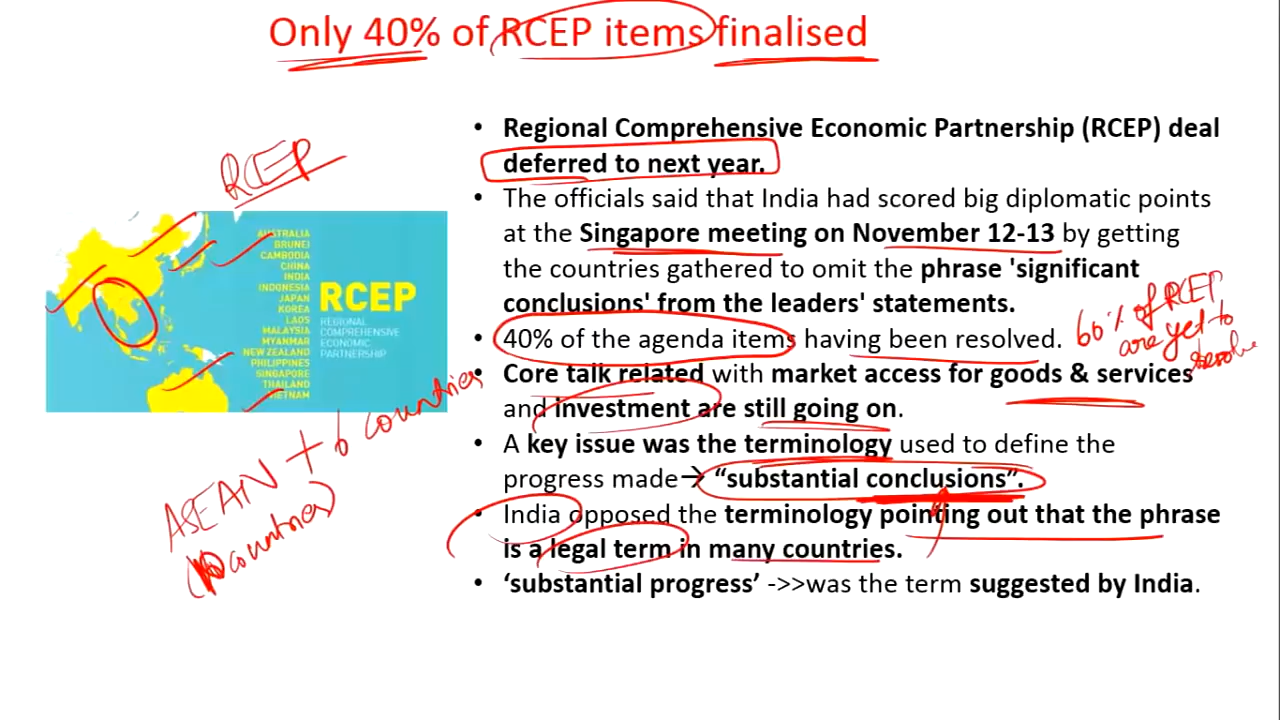 Only 40% of RCEP items finalised
RCEP
AUSTRALIA
BRUNEI
CAMBODIA
CHINA
INDIA
INDONESIA
JAPAN
KOREA
LAOS
MALAYSIA
MYANMAR
NEW ZEALAND
PHILIPPINES
SINGAPORE
THAILAND
VIETNAM
RCEP
REGIONAL
COMPREHENSIVE
ECONOMIC
PARTNERSHIP
ASEAN + 6 countries
(10 countries)
• Regional Comprehensive Economic Partnership (RCEP) deal
deferred to next year.
• The officials said that India had scored big diplomatic points
at the Singapore meeting on November 12-13 by getting
the countries gathered to omit the phrase 'significant
conclusions' from the leaders' statements.
• 40% of the agenda items having been resolved.
60% of RCEP
are yet to
resolve
• Core talk related with market access for goods & services
and investment are still going on.
• A key issue was the terminology used to define the
progress made→ “substantial conclusions”.
• India opposed the terminology pointing out that the phrase
is a legal term in many countries.
• ‘substantial progress’ ->>was the term suggested by India.